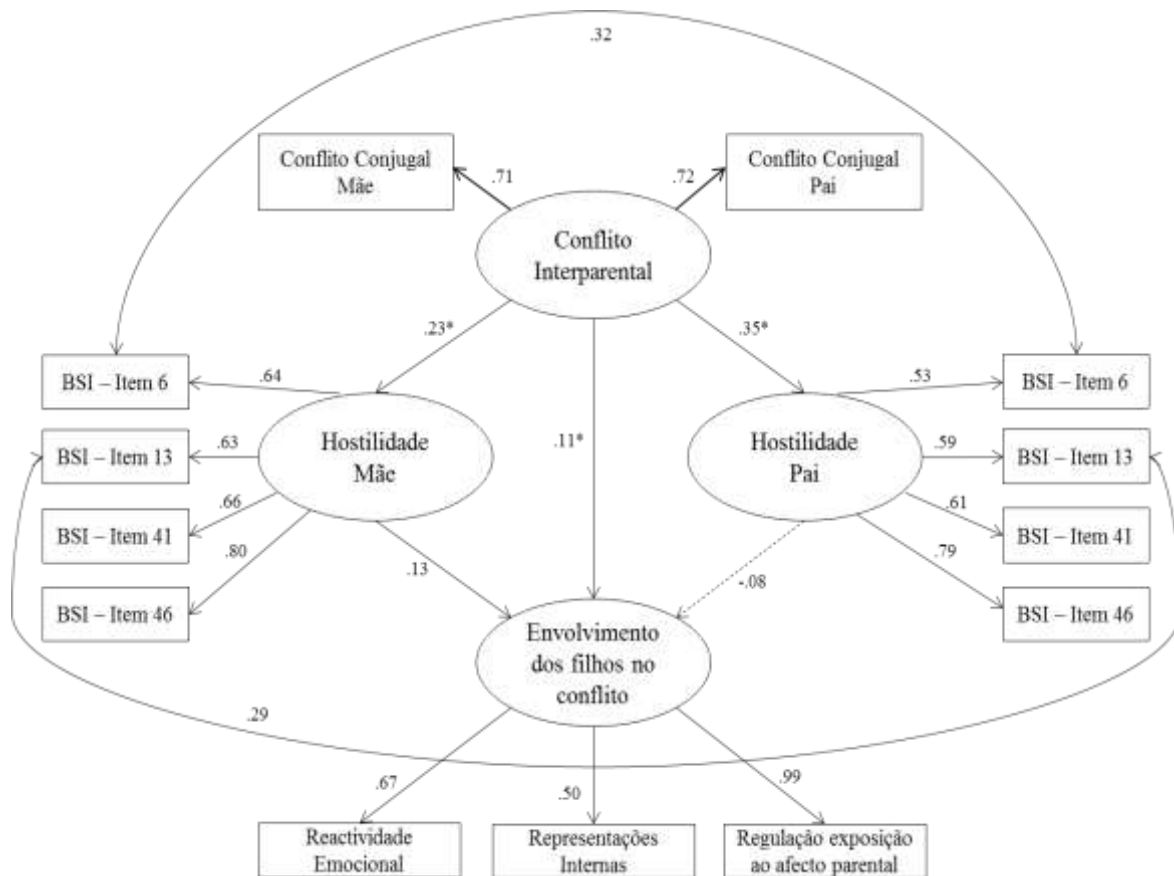 .32
Conflito Conjugal
Mãe
Conflito Conjugal
Pai
.71
.72
Conflito
Interparental
.23*
.35*
BSI – Item 6
.64
.53
BSI – Item 6
Hostilidade
Mãe
.11*
Hostilidade
Pai
BSI – Item 13
.63
.59
BSI – Item 13
.66
.61
BSI – Item 41
BSI – Item 41
.80
.13
-.08
.79
BSI – Item 46
BSI – Item 46
Envolvimento
dos filhos no
conflito
.29
.67
.50
.99
Reactividade
Emocional
Representações
Internas
Regulação exposição
ao afecto parental